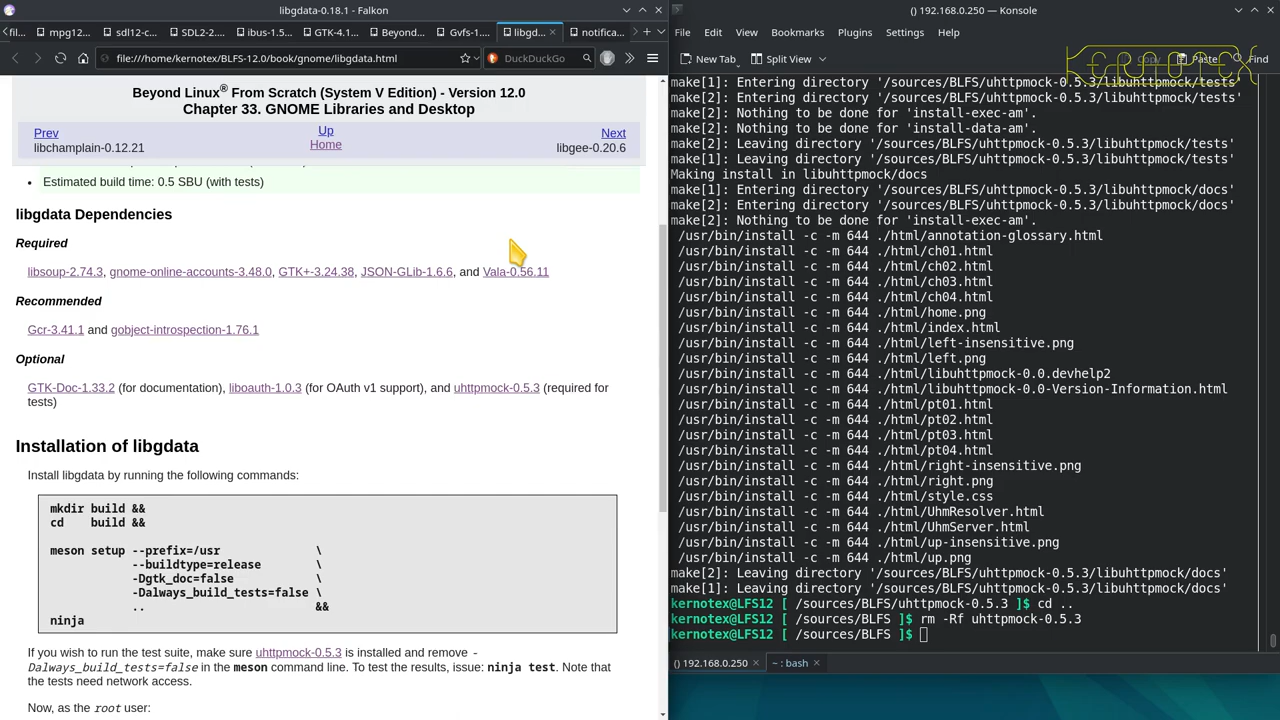 libgdata-0.18.1 - Falkon
() 192.168.0.250 — Konsole
fil...
mpg12...
sdl12-c...
SDL2-2....
ibus-1.5...
GTK-4.1...
Beyond...
Gvfs-1....
libgd...
notifica...
file:///home/kernotex/BLFS-12.0/book/gnome/libgdata.html
DuckDuckGo
Beyond Linux® From Scratch (System V Edition) - Version 12.0
Chapter 33. GNOME Libraries and Desktop
Prev
Up
Next
libchamplain-0.12.21
Home
libgee-0.20.6
• Estimated build time: 0.5 SBU (with tests)
libgdata Dependencies
Required
libsoup-2.74.3, gnome-online-accounts-3.48.0, GTK+-3.24.38, JSON-GLib-1.6.6, and Vala-0.56.11
Recommended
Gcr-3.41.1 and gobject-introspection-1.76.1
Optional
GTK-Doc-1.33.2 (for documentation), liboauth-1.0.3 (for OAuth v1 support), and uhttpmock-0.5.3 (required for
tests)
Installation of libgdata
Install libgdata by running the following commands:
mkdir build &&
cd    build &&
meson setup --prefix=/usr              \
            --buildtype=release        \
            -Dgtk_doc=false            \
            -Dalways_build_tests=false \
            ..                         &&
ninja
If you wish to run the test suite, make sure uhttpmock-0.5.3 is installed and remove -
Dalways_build_tests=false in the meson command line. To test the results, issue: ninja test. Note that
the tests need network access.
Now, as the root user:
File Edit View Bookmarks Plugins Settings Help
New Tab Split View Copy Paste Find
KERNOTEX
make[1]: Entering directory '/sources/BLFS/uhttpmock-0.5.3/libuhttpmock/tests'
make[2]: Entering directory '/sources/BLFS/uhttpmock-0.5.3/libuhttpmock/tests'
make[2]: Nothing to be done for 'install-exec-am'.
make[2]: Nothing to be done for 'install-data-am'.
make[2]: Leaving directory '/sources/BLFS/uhttpmock-0.5.3/libuhttpmock/tests'
make[1]: Leaving directory '/sources/BLFS/uhttpmock-0.5.3/libuhttpmock/tests'
Making install in libuhttpmock/docs
make[1]: Entering directory '/sources/BLFS/uhttpmock-0.5.3/libuhttpmock/docs'
make[2]: Entering directory '/sources/BLFS/uhttpmock-0.5.3/libuhttpmock/docs'
make[2]: Nothing to be done for 'install-exec-am'.
/usr/bin/install -c -m 644 ./html/annotation-glossary.html
/usr/bin/install -c -m 644 ./html/ch01.html
/usr/bin/install -c -m 644 ./html/ch02.html
/usr/bin/install -c -m 644 ./html/ch03.html
/usr/bin/install -c -m 644 ./html/ch04.html
/usr/bin/install -c -m 644 ./html/home.png
/usr/bin/install -c -m 644 ./html/index.html
/usr/bin/install -c -m 644 ./html/left-insensitive.png
/usr/bin/install -c -m 644 ./html/left.png
/usr/bin/install -c -m 644 ./html/libuhttpmock-0.0.devhelp2
/usr/bin/install -c -m 644 ./html/libuhttpmock-0.0-Version-Information.html
/usr/bin/install -c -m 644 ./html/pt01.html
/usr/bin/install -c -m 644 ./html/pt02.html
/usr/bin/install -c -m 644 ./html/pt03.html
/usr/bin/install -c -m 644 ./html/pt04.html
/usr/bin/install -c -m 644 ./html/right-insensitive.png
/usr/bin/install -c -m 644 ./html/right.png
/usr/bin/install -c -m 644 ./html/style.css
/usr/bin/install -c -m 644 ./html/UhmResolver.html
/usr/bin/install -c -m 644 ./html/UhmServer.html
/usr/bin/install -c -m 644 ./html/up-insensitive.png
/usr/bin/install -c -m 644 ./html/up.png
make[2]: Leaving directory '/sources/BLFS/uhttpmock-0.5.3/libuhttpmock/docs'
make[1]: Leaving directory '/sources/BLFS/uhttpmock-0.5.3/libuhttpmock/docs'
kernotex@LFS12 [ /sources/BLFS/uhttpmock-0.5.3 ]$ cd ..
kernotex@LFS12 [ /sources/BLFS ]$ rm -Rf uhttpmock-0.5.3
kernotex@LFS12 [ /sources/BLFS ]$
() 192.168.0.250
~ : bash